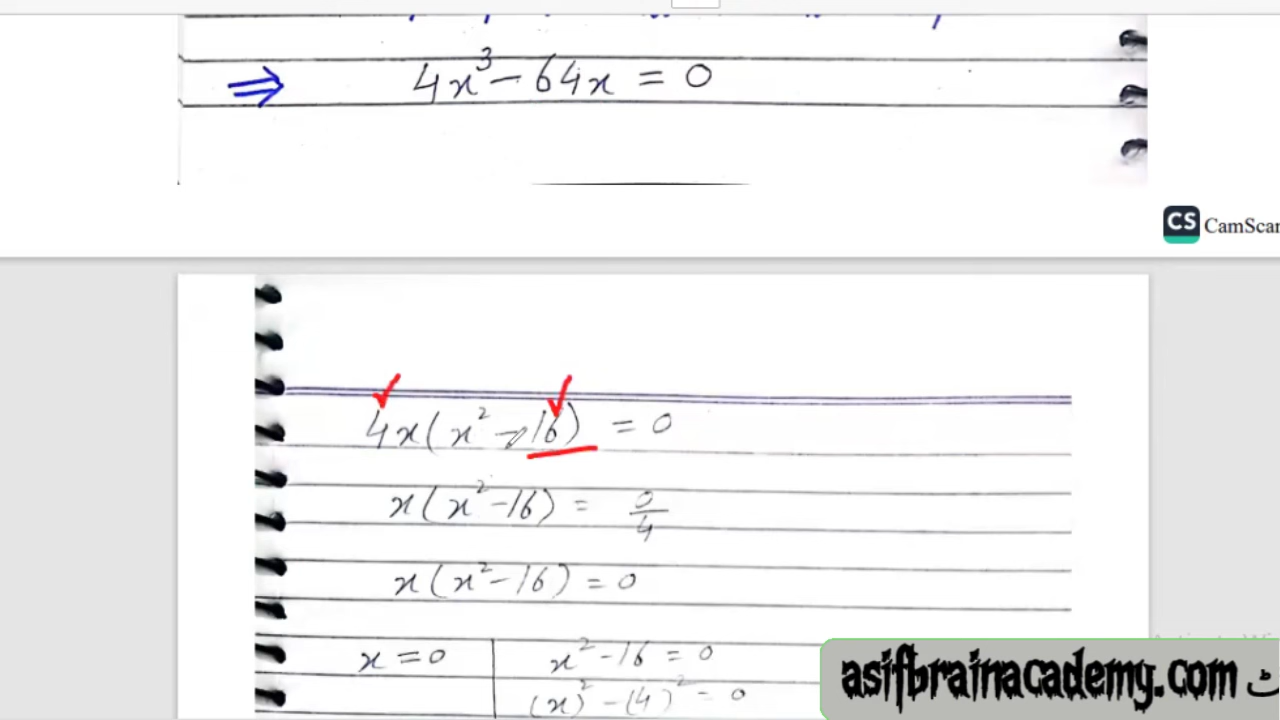 ⇒ 4x³ - 64x = 0
CS CamScan
4x(x² - 16) = 0
x(x² - 16) = 0/4
x(x² - 16) = 0
x = 0 | x² - 16 = 0
(x)² - (4)² = 0
asifbrainacademy.com